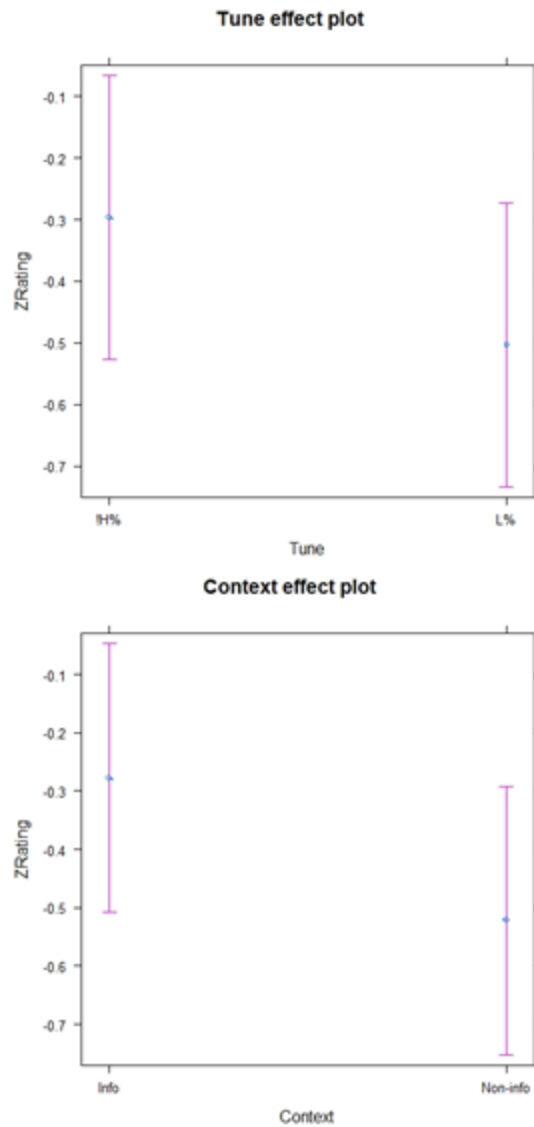 Tune effect plot
-0.1
-0.2
-0.3
-0.4
-0.5
-0.6
-0.7
ZRating
!H%
L%
Tune
Context effect plot
-0.1
-0.2
-0.3
-0.4
-0.5
-0.6
-0.7
ZRating
Info
Non-info
Context